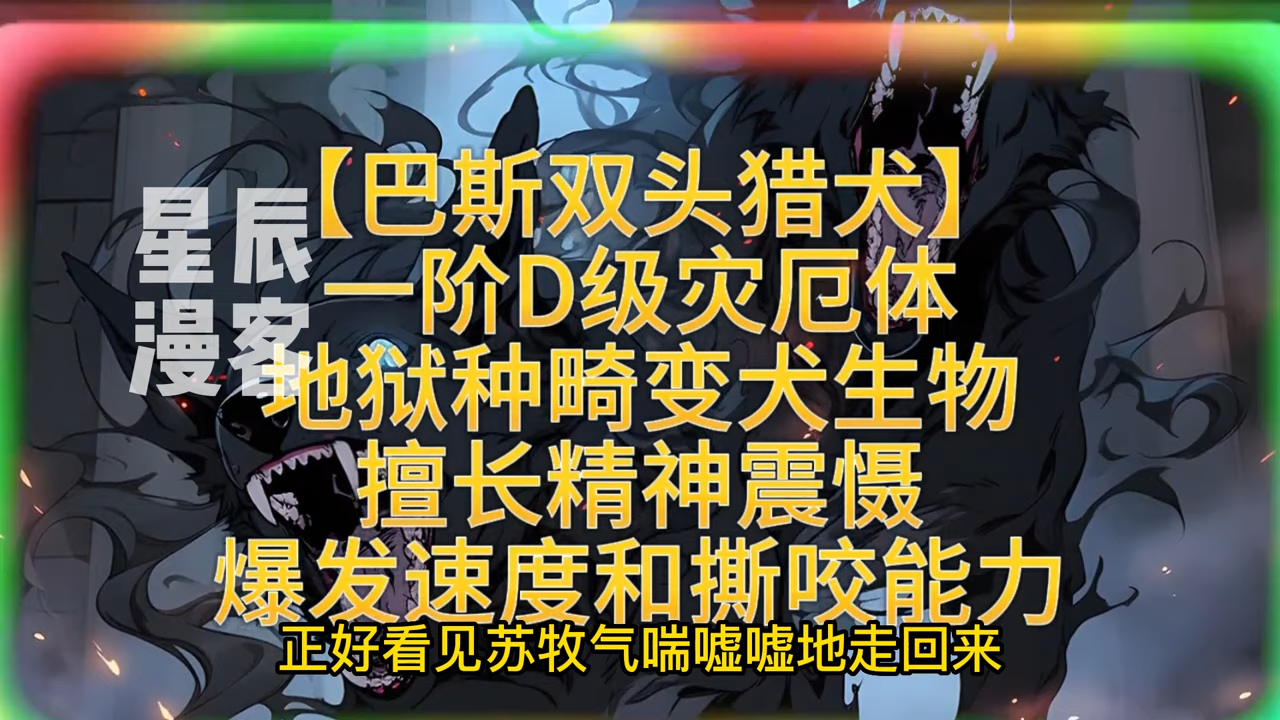 【巴斯双头猎犬】
一阶D级灾厄体
地狱种畸变犬生物
擅长精神震慑
爆发速度和撕咬能力
星辰
漫客
正好看见苏牧气喘嘘嘘地走回来